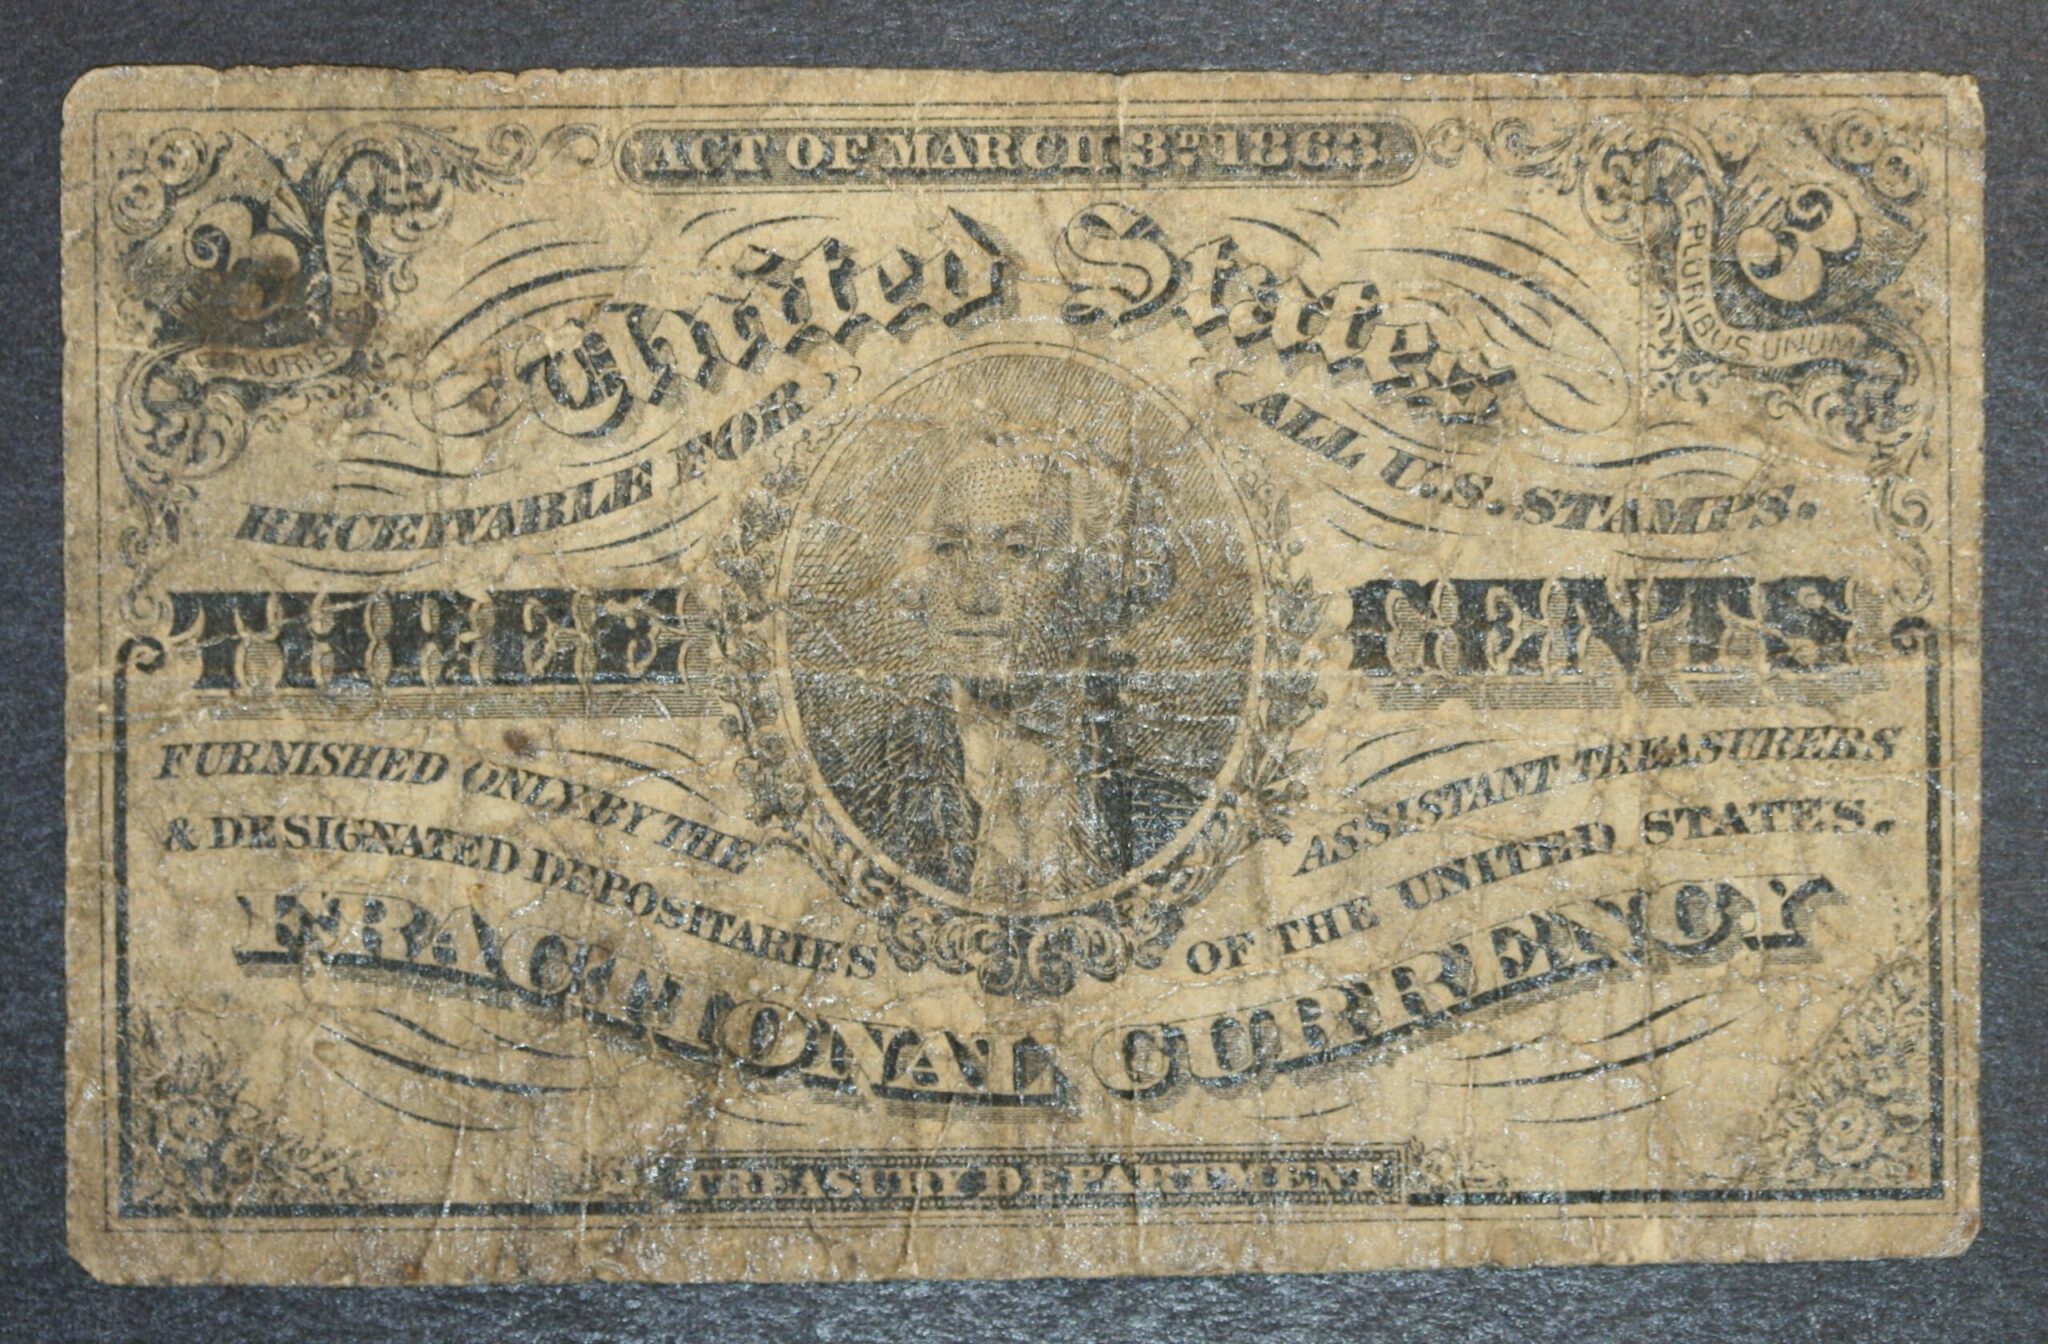 ACT OF MARCH 3RD 1863
3
E PLURIBUS UNUM
3
E PLURIBUS UNUM
United States
RECEIVABLE FOR ALL U.S. STAMPS.
THREE CENTS
FURNISHED ONLY BY THE ASSISTANT TREASURERS
& DESIGNATED DEPOSITARIES OF THE UNITED STATES.
FRACTIONAL CURRENCY
TREASURY DEPARTMENT